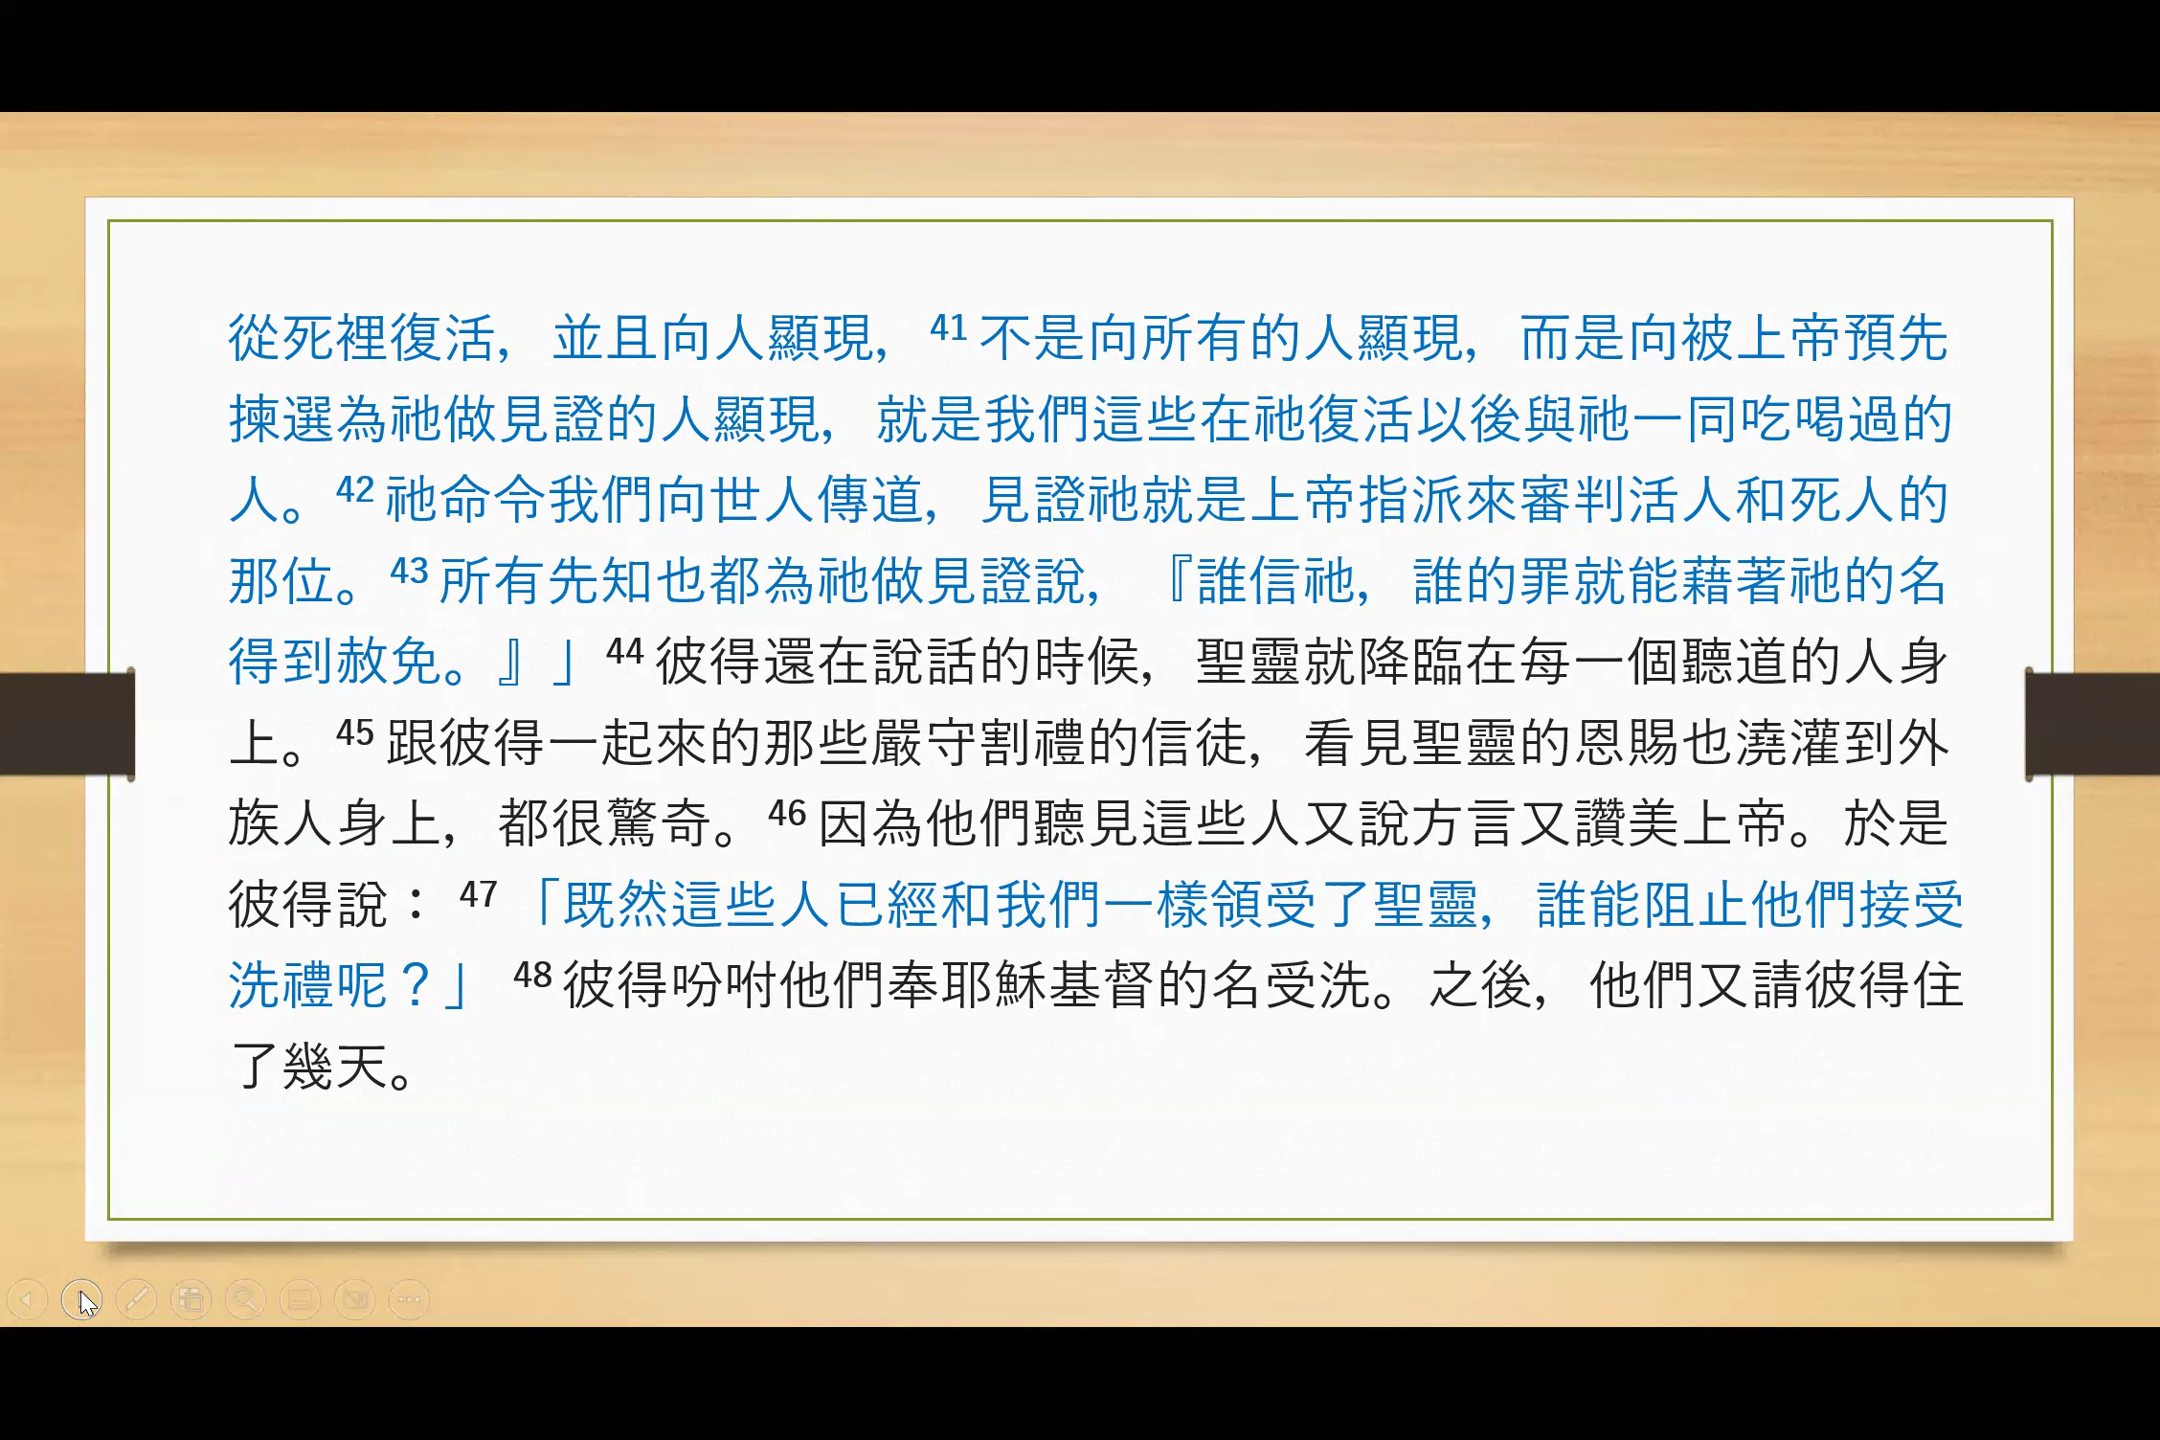 從死裡復活，並且向人顯現，41 不是向所有的人顯現，而是向被上帝預先
揀選為祂做見證的人顯現，就是我們這些在祂復活以後與祂一同吃喝過的
人。42 祂命令我們向世人傳道，見證祂就是上帝指派來審判活人和死人的
那位。43 所有先知也都為祂做見證說，『誰信祂，誰的罪就能藉著祂的名
得到赦免。』」44 彼得還在說話的時候，聖靈就降臨在每一個聽道的人身
上。45 跟彼得一起來的那些嚴守割禮的信徒，看見聖靈的恩賜也澆灌到外
族人身上，都很驚奇。46 因為他們聽見這些人又說方言又讚美上帝。於是
彼得說：47 「既然這些人已經和我們一樣領受了聖靈，誰能阻止他們接受
洗禮呢？」 48 彼得吩咐他們奉耶穌基督的名受洗。之後，他們又請彼得住
了幾天。